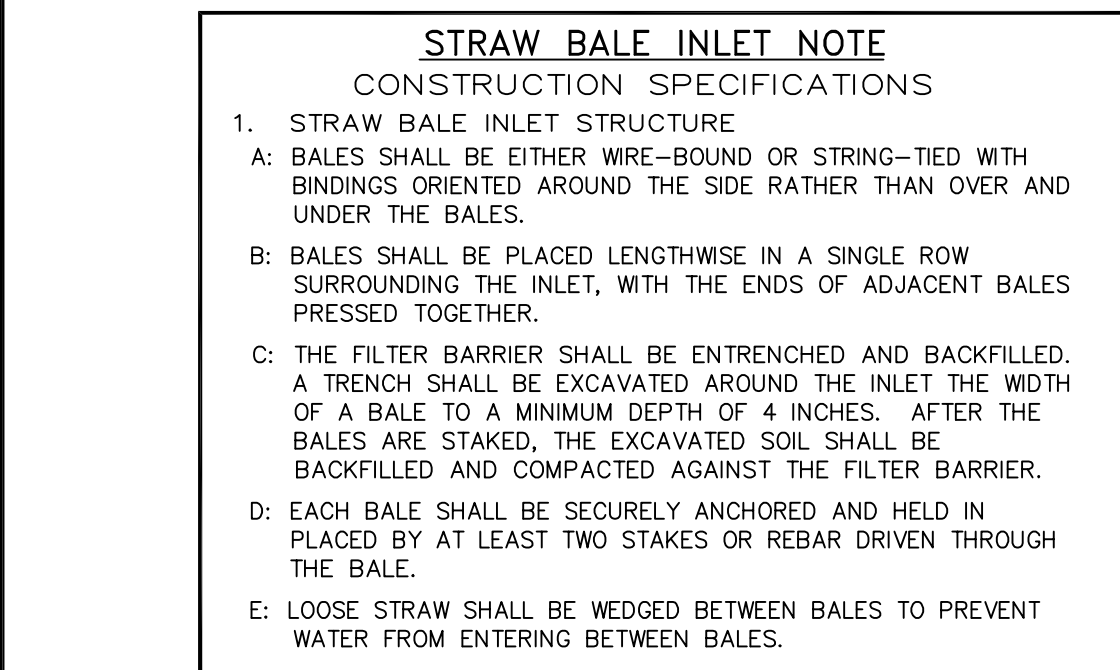 STRAW BALE INLET NOTE
CONSTRUCTION SPECIFICATIONS
1. STRAW BALE INLET STRUCTURE
A: BALES SHALL BE EITHER WIRE–BOUND OR STRING–TIED WITH
BINDINGS ORIENTED AROUND THE SIDE RATHER THAN OVER AND
UNDER THE BALES.
B: BALES SHALL BE PLACED LENGTHWISE IN A SINGLE ROW
SURROUNDING THE INLET, WITH THE ENDS OF ADJACENT BALES
PRESSED TOGETHER.
C: THE FILTER BARRIER SHALL BE ENTRENCHED AND BACKFILLED.
A TRENCH SHALL BE EXCAVATED AROUND THE INLET THE WIDTH
OF A BALE TO A MINIMUM DEPTH OF 4 INCHES. AFTER THE
BALES ARE STAKED, THE EXCAVATED SOIL SHALL BE
BACKFILLED AND COMPACTED AGAINST THE FILTER BARRIER.
D: EACH BALE SHALL BE SECURELY ANCHORED AND HELD IN
PLACED BY AT LEAST TWO STAKES OR REBAR DRIVEN THROUGH
THE BALE.
E: LOOSE STRAW SHALL BE WEDGED BETWEEN BALES TO PREVENT
WATER FROM ENTERING BETWEEN BALES.